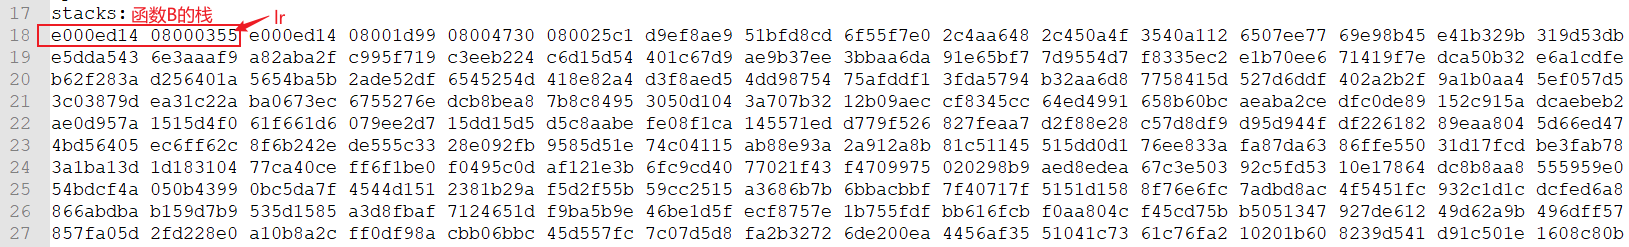 17 stacks: 函数B的栈 lr
18 e000ed14 08000355 e000ed14 08001d99 08004730 080025c1 d9ef8ae9 51bfd8cd 6f55f7e0 2c4aa648 2c450a4f 3540a112 6507ee77 69e98b45 e41b329b 319d53db
19 e5dda543 6e3aaaf9 a82aba2f c995f719 c3eeb224 c6d15d54 401c67d9 ae9b37ee 3bbaa6da 91e65bf7 7d9554d7 f8335ec2 e1b70ee6 71419f7e dca50b32 e6a1cdfe
20 b62f283a d256401a 5654ba5b 2ade52df 6545254d 418e82a4 d3f8aed5 4dd98754 75afddf1 3fda5794 b32aa6d8 7758415d 527d6ddf 402a2b2f 9a1b0aa4 5ef057d5
21 3c03879d ea31c22a ba0673ec 6755276e dcb8bea8 7b8c8495 3050d104 3a707b32 12b09aec cf8345cc 64ed4991 658b60bc aeaba2ce dfc0de89 152c915a dcaebeb2
22 ae0d957a 1515d4f0 61f661d6 079ee2d7 15dd15d5 d5c8aabe fe08f1ca 145571ed d779f526 827feaa7 d2f88e28 c57d8df9 d95d944f df226182 89eaa804 5d66ed47
23 4bd56405 ec6ff62c 8f6b242e de555c33 28e092fb 9585d51e 74c04115 ab88e93a 2a912a8b 81c51145 515dd0d1 76ee833a fa87da63 86ffe550 31d17fcd be3fab78
24 3a1ba13d 1d183104 77ca40ce ff6f1be0 f0495c0d af121e3b 6fc9cd40 77021f43 f4709975 020298b9 aed8edea 67c3e503 92c5fd53 10e17864 dc8b8aa8 555959e0
25 54bdcf4a 050b4399 0bc5da7f 4544d151 2381b29a f5d2f55b 59cc2515 a3686b7b 6bbacbbf 7f40717f 5151d158 8f76e6fc 7adbd8ac 4f5451fc 932c1d1c dcfed6a8
26 866abdba b159d7b9 535d1585 a3d8fbaf 7124651d f9ba5b9e 46be1d5f ecf8757e 1b755fdf bb616fcb f0aa804c f45cd75b b5051347 927de612 49d62a9b 496dff57
27 857fa05d 2fd228e0 a10b8a2c ff0df98a cbb06bbc 45d557fc 7c07d5d8 fa2b3272 6de200ea 4456af35 51041c73 61c76fa2 10201b60 8239d541 d91c501e 1608c80b